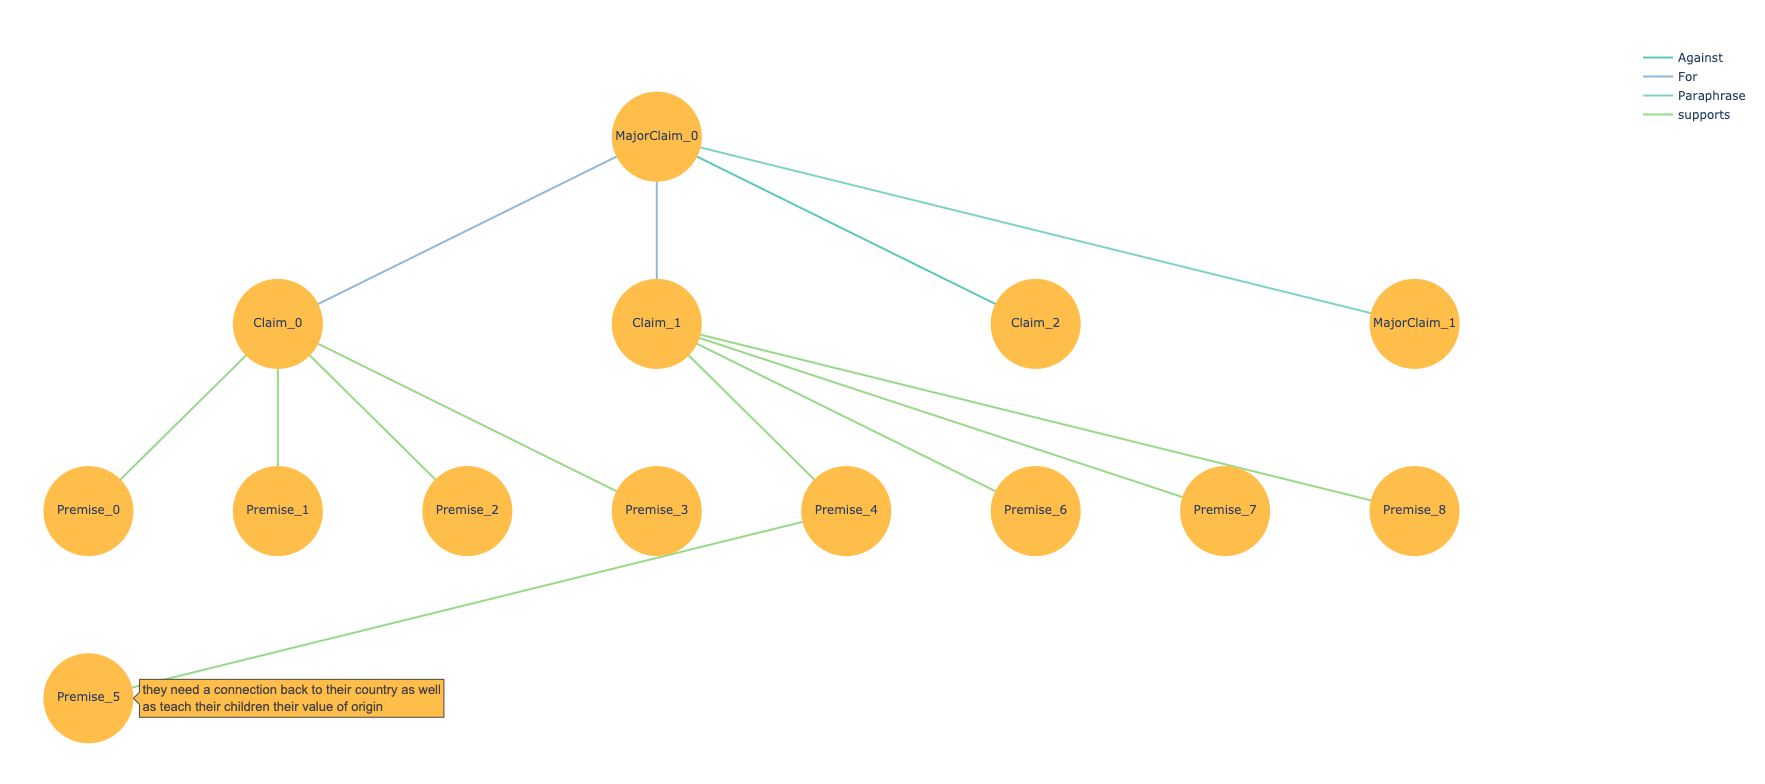 Against
For
Paraphrase
supports
MajorClaim_0
Claim_0
Claim_1
Claim_2
MajorClaim_1
Premise_0
Premise_1
Premise_2
Premise_3
Premise_4
Premise_6
Premise_7
Premise_8
Premise_5
they need a connection back to their country as well
as teach their children their value of origin